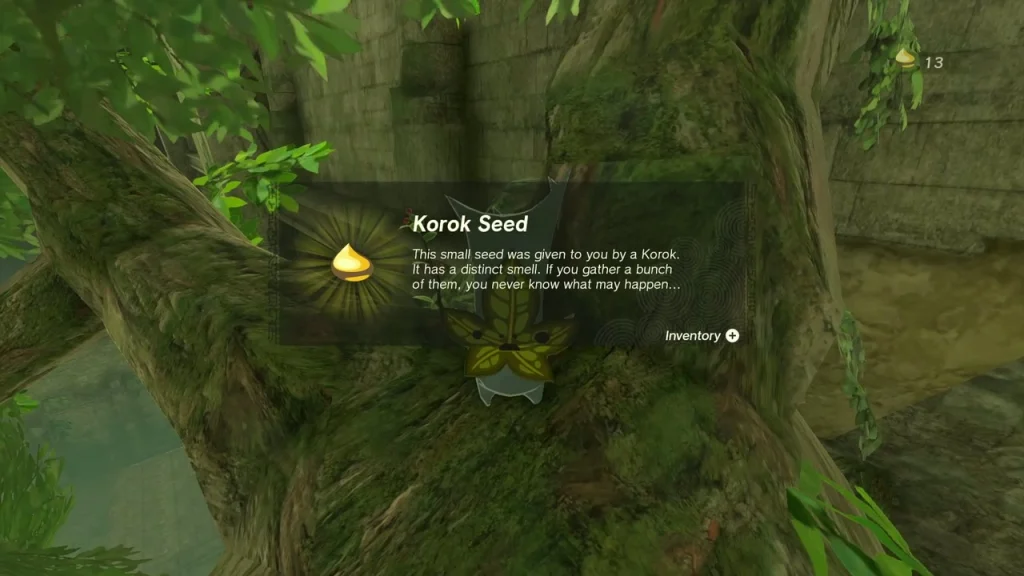 13
Korok Seed
This small seed was given to you by a Korok.
It has a distinct smell. If you gather a bunch
of them, you never know what may happen...
Inventory +